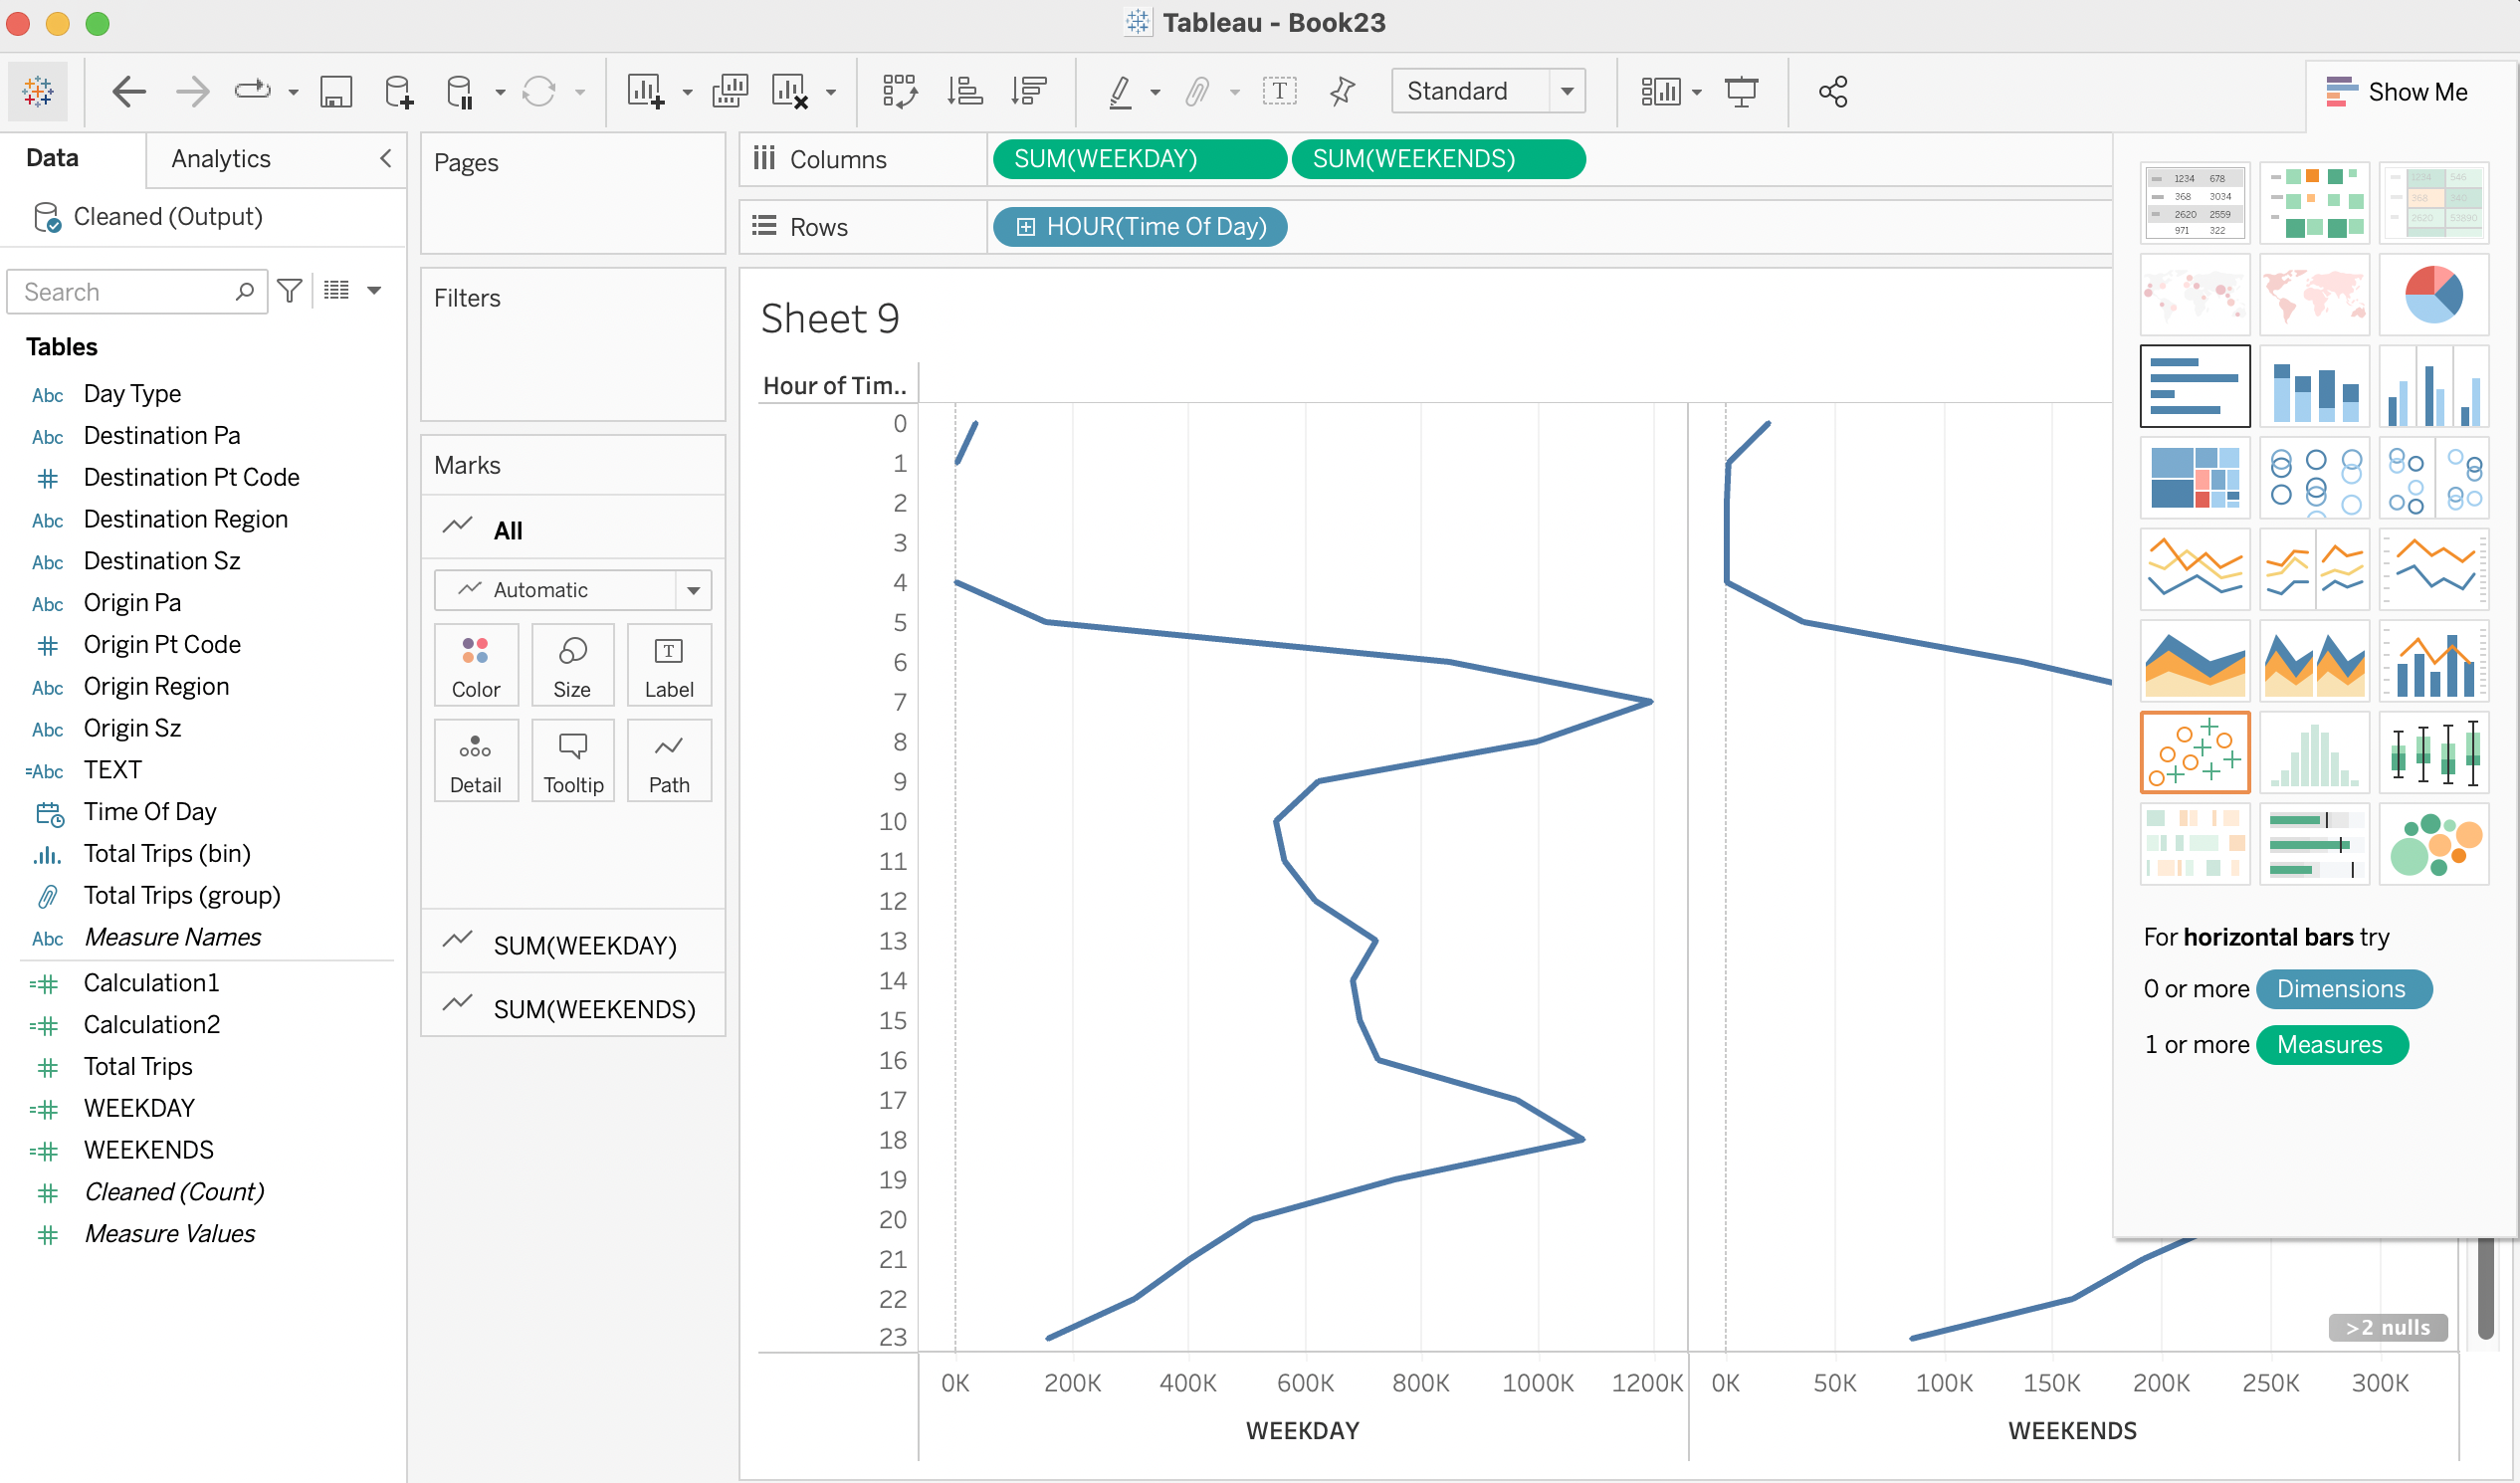 Tableau - Book23
Standard
Show Me
Data
Analytics
Cleaned (Output)
Search
Tables
Abc Day Type
Abc Destination Pa
# Destination Pt Code
Abc Destination Region
Abc Destination Sz
Abc Origin Pa
# Origin Pt Code
Abc Origin Region
Abc Origin Sz
=Abc TEXT
Time Of Day
Total Trips (bin)
Total Trips (group)
Abc Measure Names
=# Calculation1
=# Calculation2
# Total Trips
=# WEEKDAY
=# WEEKENDS
# Cleaned (Count)
# Measure Values
Pages
Filters
Marks
All
Automatic
Color
Size
T
Label
Detail
Tooltip
Path
SUM(WEEKDAY)
SUM(WEEKENDS)
Columns
SUM(WEEKDAY)
SUM(WEEKENDS)
Rows
HOUR(Time Of Day)
Sheet 9
Hour of Tim..
0
1
2
3
4
5
6
7
8
9
10
11
12
13
14
15
16
17
18
19
20
21
22
23
0K 200K 400K 600K 800K 1000K 1200K
WEEKDAY
0K 50K 100K 150K 200K 250K 300K
WEEKENDS
>2 nulls
1234 678
368 3034
2620 2559
971 322
1234 546
368 340
2620 53890
For horizontal bars try
0 or more Dimensions
1 or more Measures